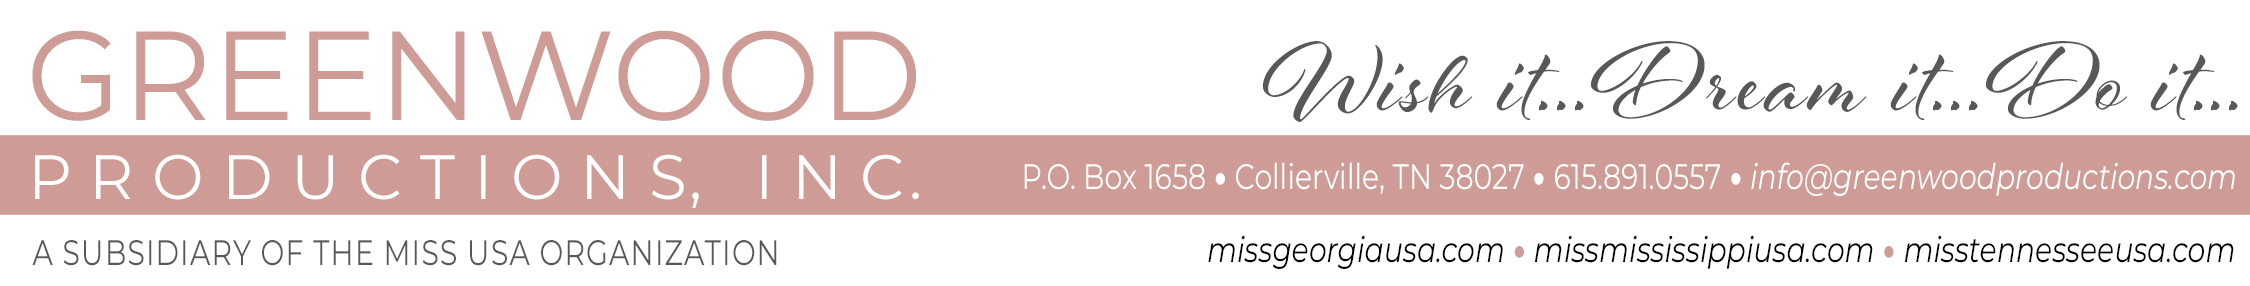 GREENWOOD
PRODUCTIONS, INC.
A SUBSIDIARY OF THE MISS USA ORGANIZATION
Wish it...Dream it...Do it...
P.O. Box 1658 • Collierville, TN 38027 • 615.891.0557 • info@greenwoodproductions.com
missgeorgiausa.com • missmississippiusa.com • misstennesseeusa.com